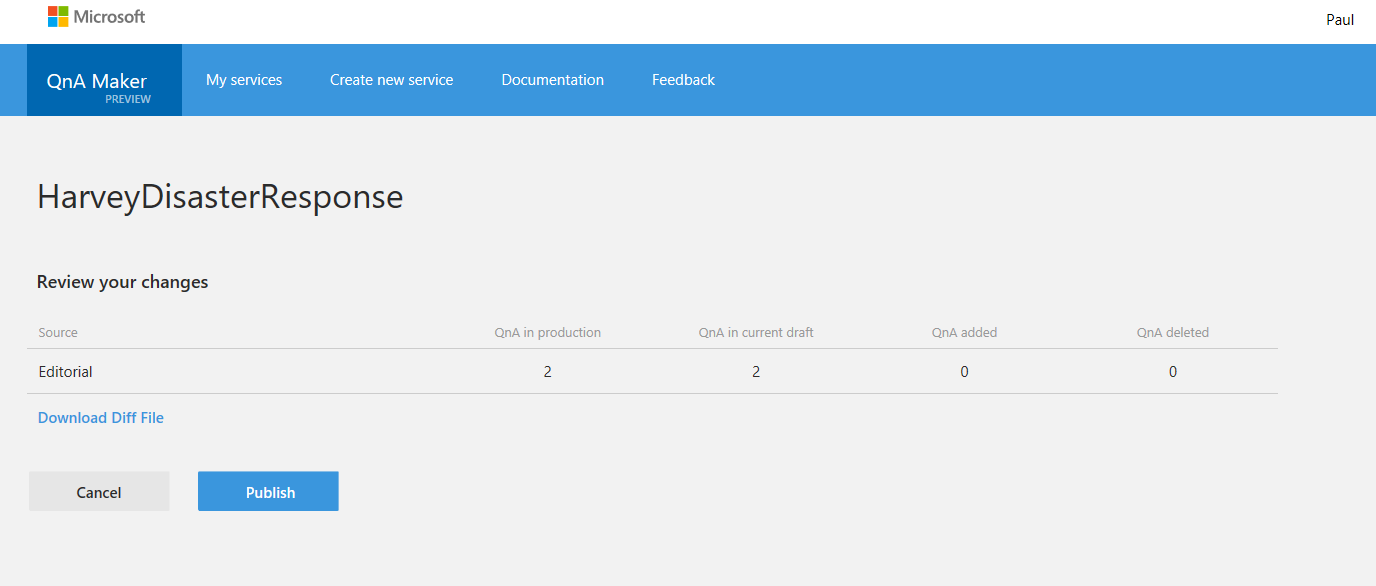 Microsoft
Paul
QnA Maker
PREVIEW
My services
Create new service
Documentation
Feedback
HarveyDisasterResponse
Review your changes
Source QnA in production QnA in current draft QnA added QnA deleted
Editorial 2 2 0 0
Download Diff File
Cancel Publish